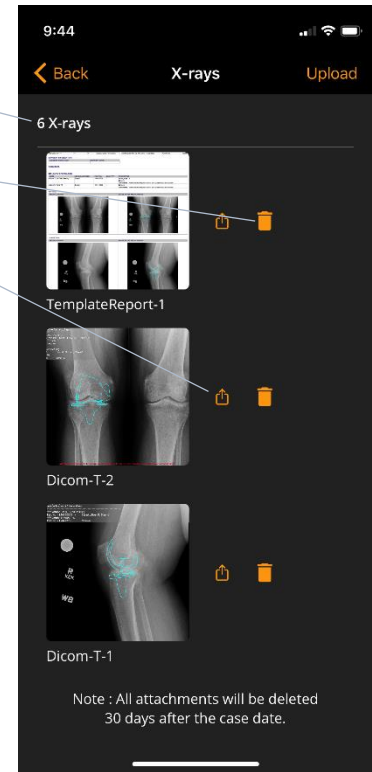 9:44
Back
X-rays
Upload
6 X-rays
TemplateReport-1
Dicom-T-2
R
WB
Dicom-T-1
Note : All attachments will be deleted
30 days after the case date.